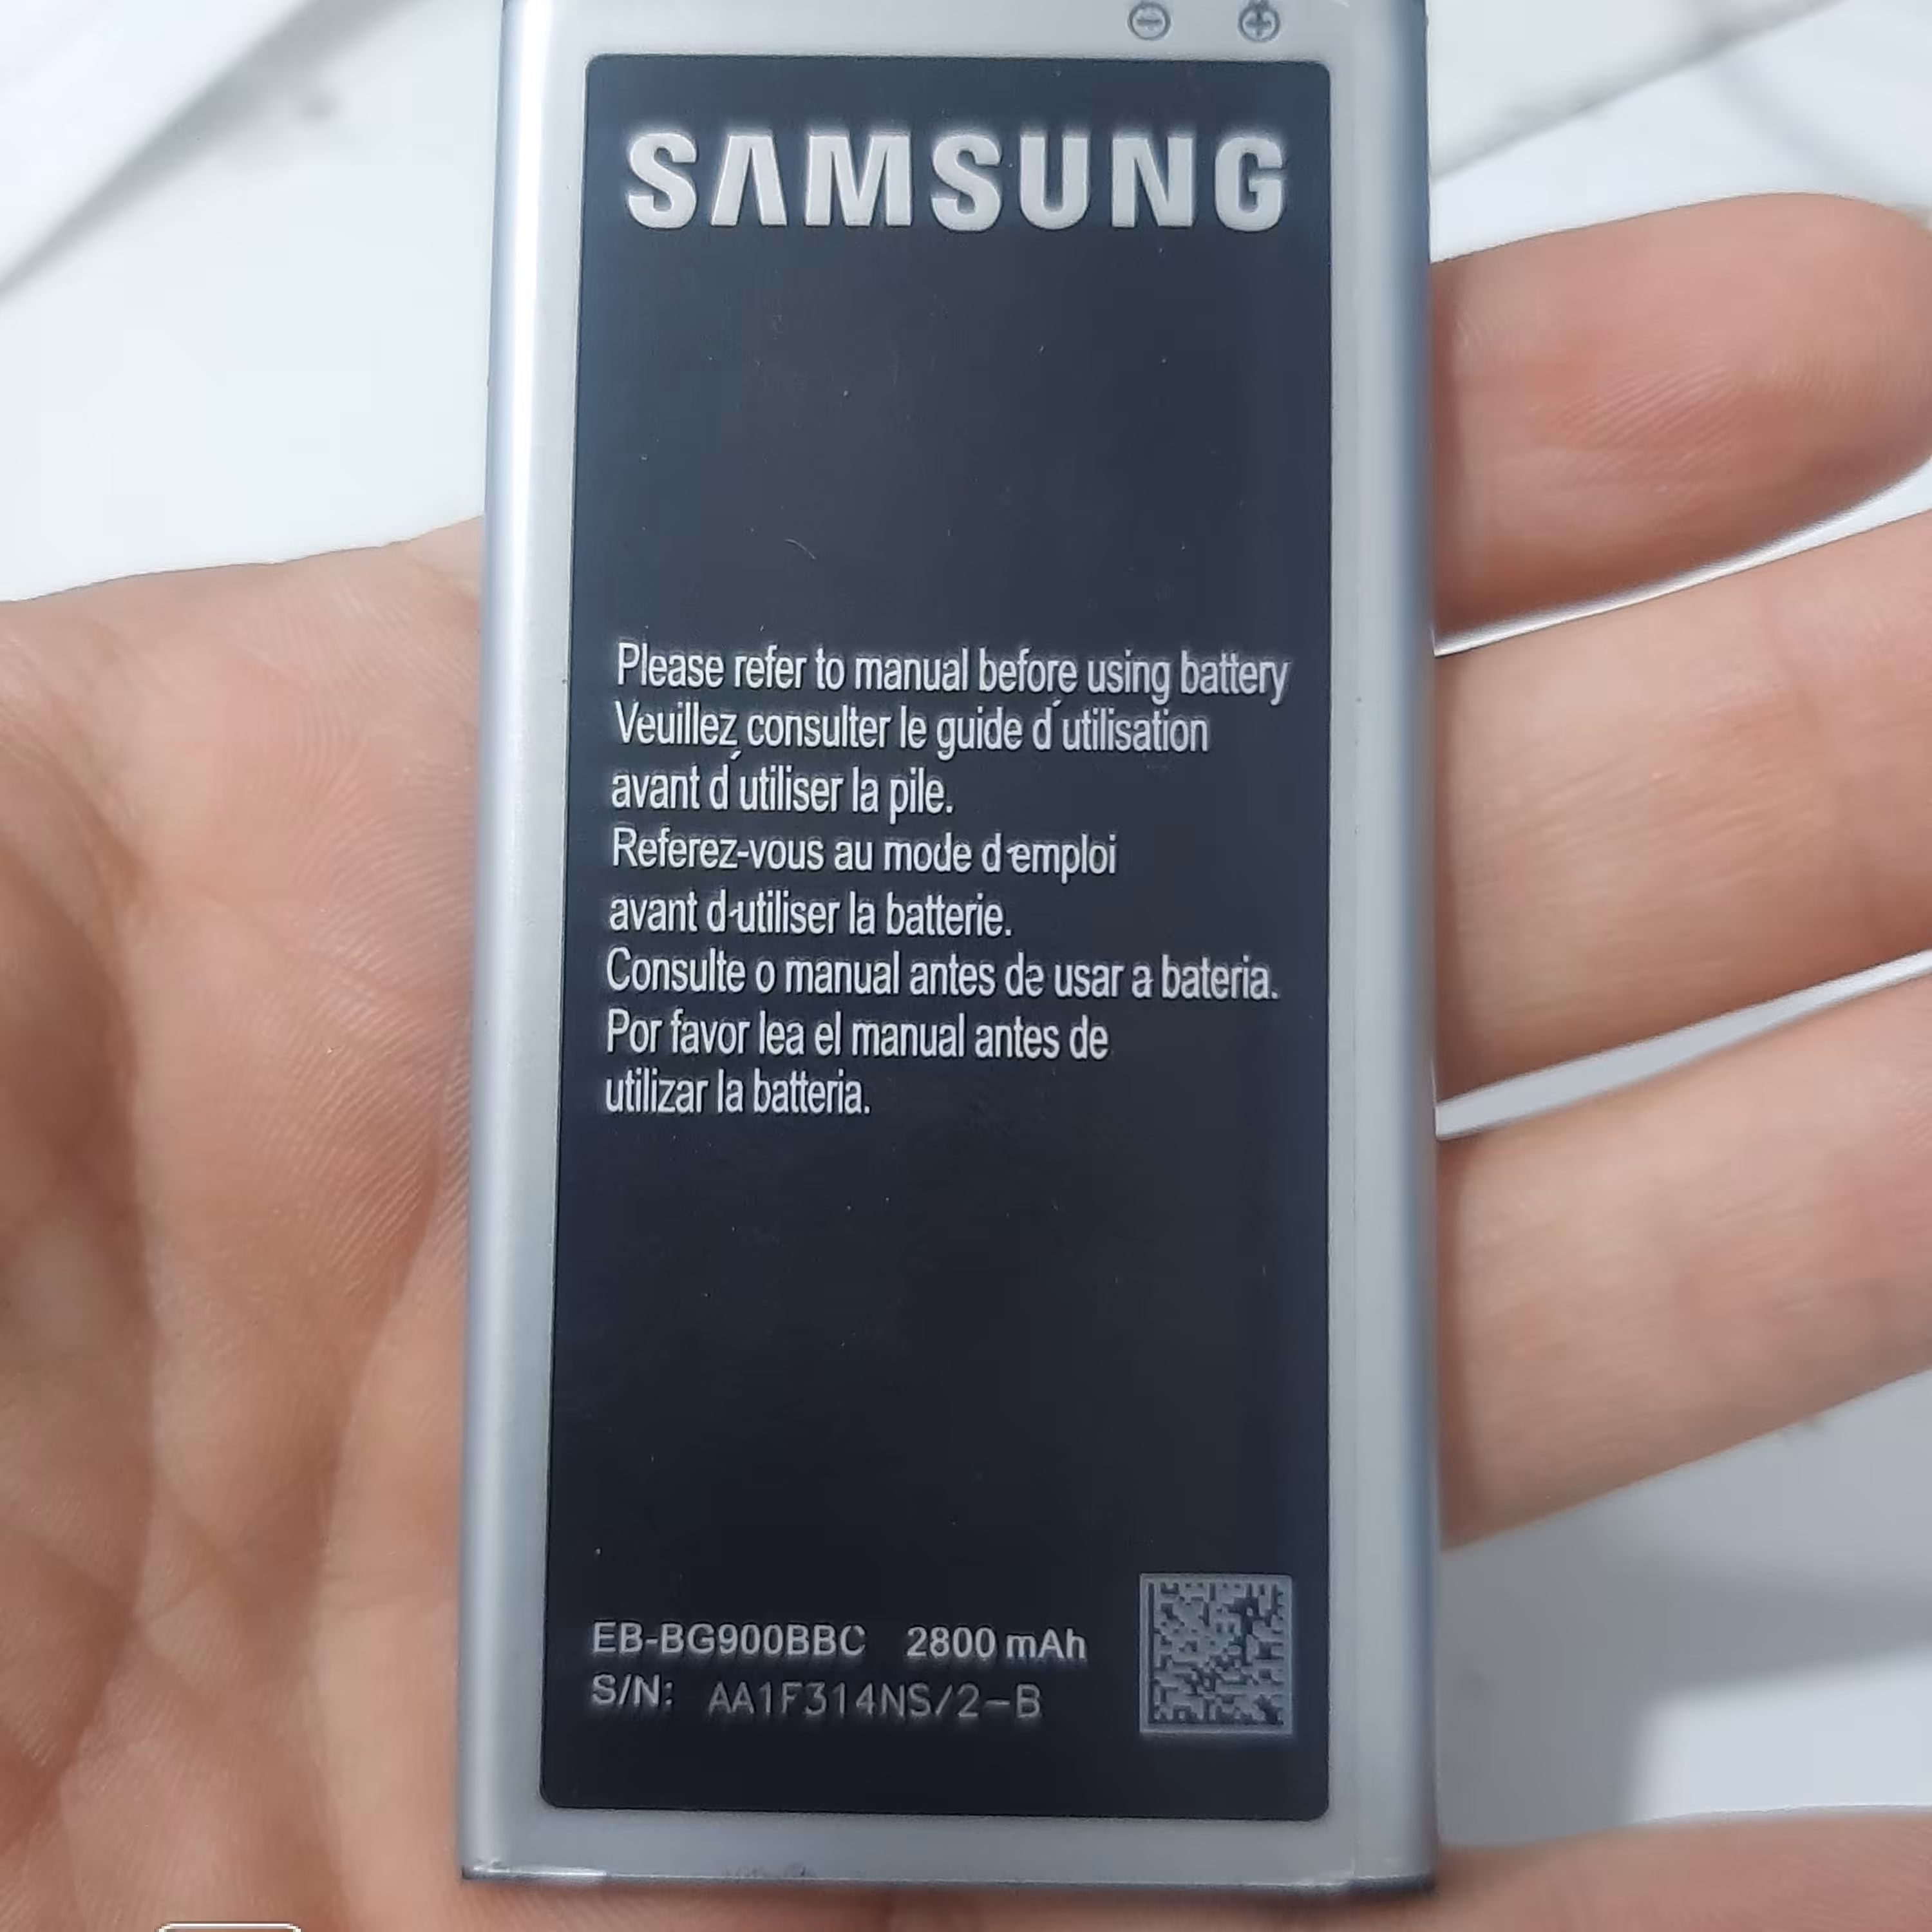 SAMSUNG
Please refer to manual before using battery
Veuillez consulter le guide d´utilisation
avant d´utiliser la pile.
Referez-vous au mode d-emploi
avant d-utiliser la batterie.
Consulte o manual antes de usar a bateria.
Por favor lea el manual antes de
utilizar la batteria.
EB-BG900BBC 2800 mAh
S/N: AA1F314NS/2-B